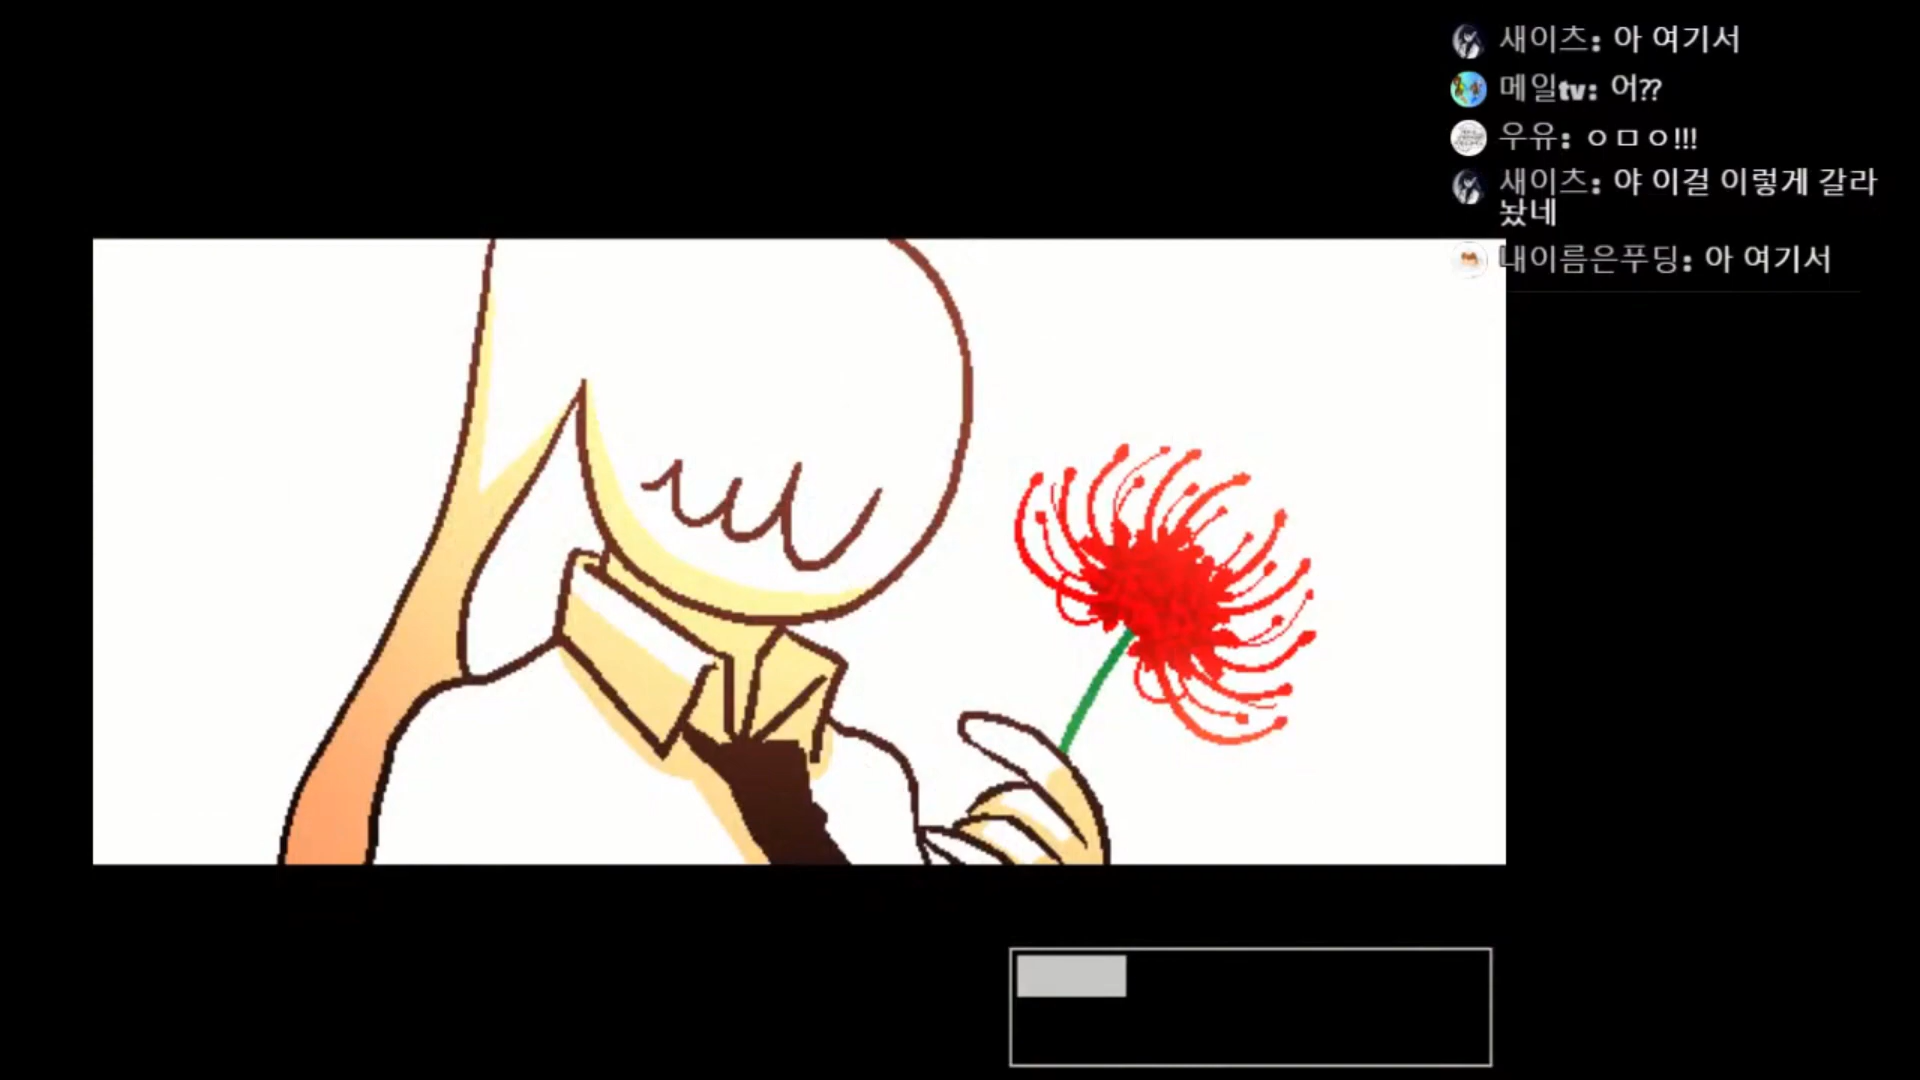 새이츠: 아 여기서
메일tv: 어??
우유: ㅇㅁㅇ!!!
새이츠: 야 이걸 이렇게 갈라
놨네
내이름은푸딩: 아 여기서